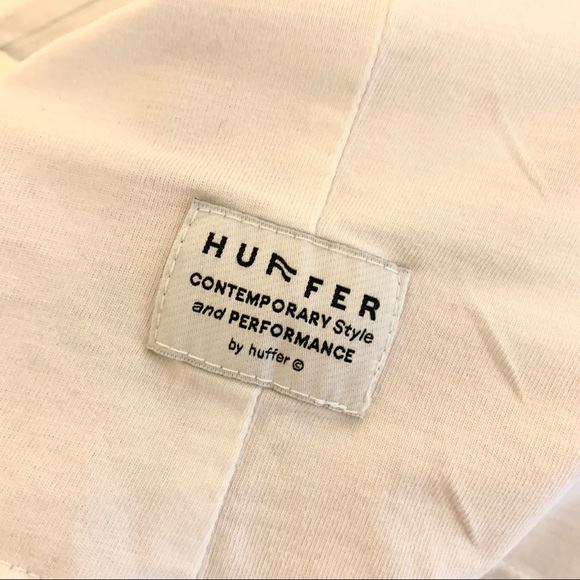 HUFFER
CONTEMPORARY Style
and PERFORMANCE
by huffer ©